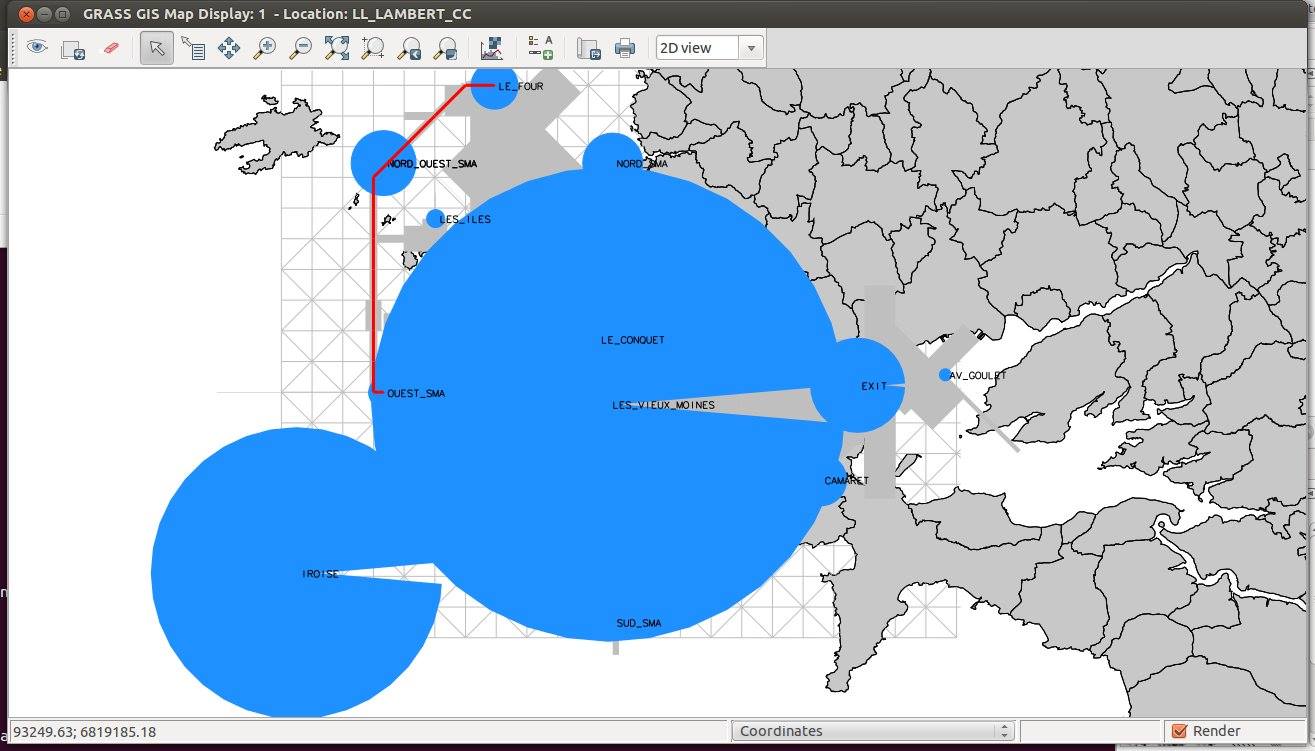 GRASS GIS Map Display: 1 - Location: LL_LAMBERT_CC
2D view
LE_FOUR
NORD_OUEST_SMA
NORD_SMA
LES_ILES
LE_CONQUET
AV_GOULET
EXIT
OUEST_SMA
LES_VIEUX_MOINES
CAMARET
IROISE
SUD_SMA
93249.63; 6819185.18
Coordinates
Render